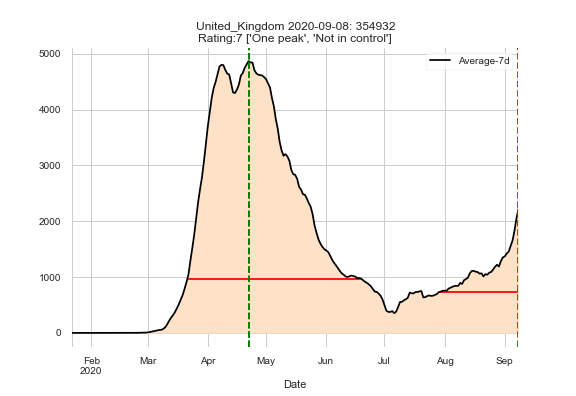 United_Kingdom 2020-09-08: 354932
Rating:7 ['One peak', 'Not in control']
Average-7d
5000
4000
3000
2000
1000
0
Feb Mar Apr May Jun Jul Aug Sep
2020
Date